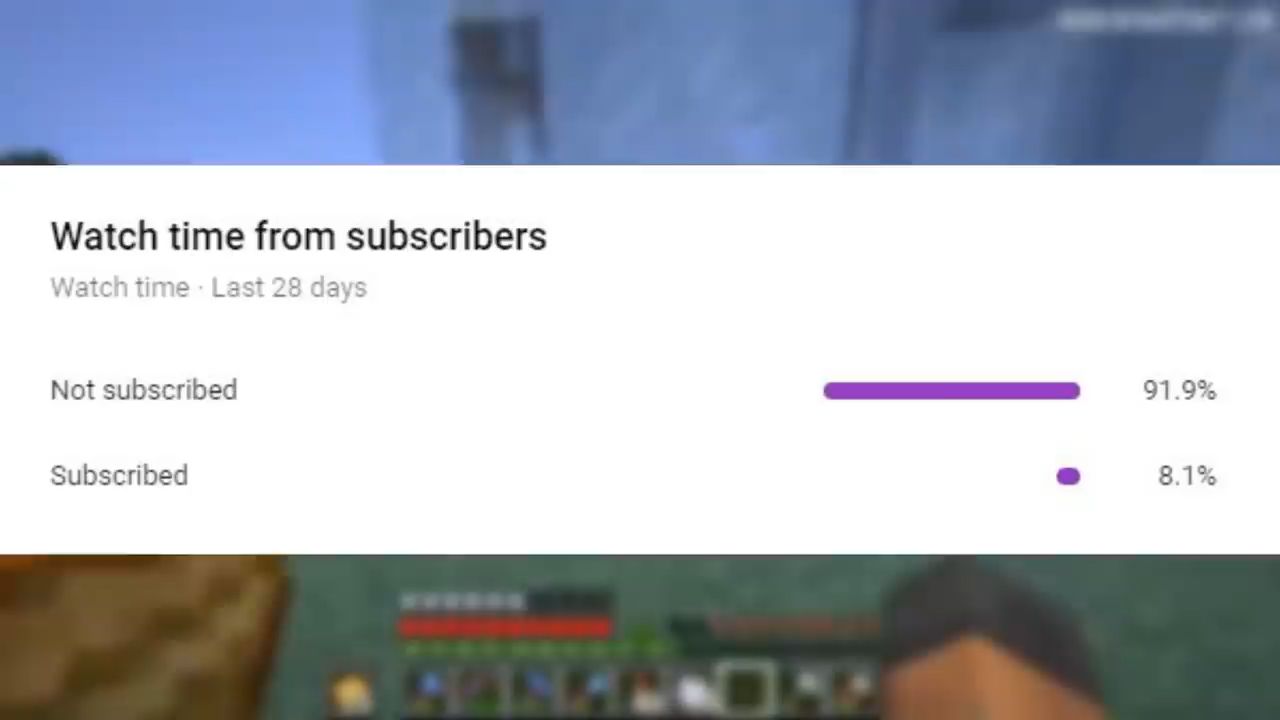 Watch time from subscribers
Watch time · Last 28 days
Not subscribed 91.9%
Subscribed 8.1%